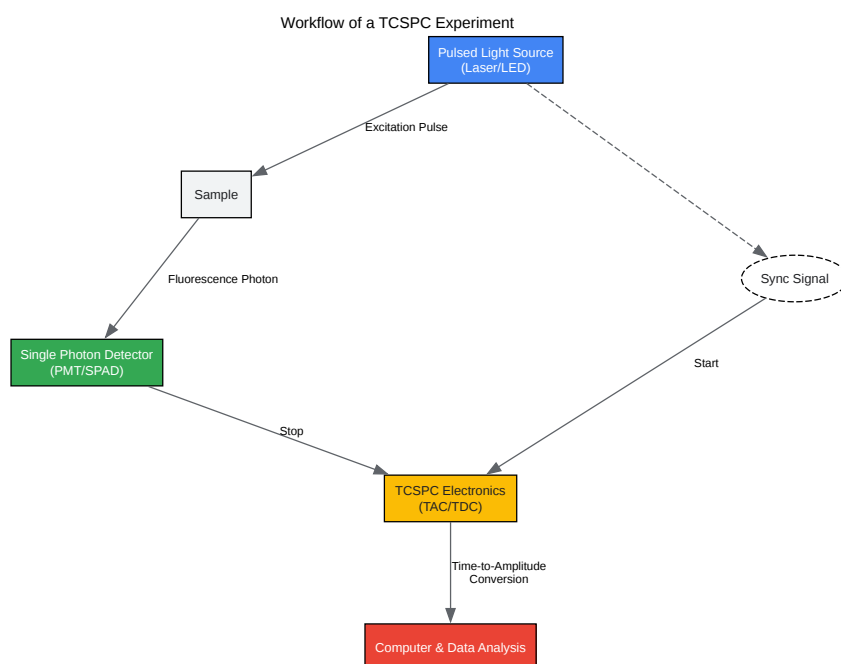 Workflow of a TCSPC Experiment
Pulsed Light Source
(Laser/LED)
Excitation Pulse
Sample
Sync Signal
Fluorescence Photon
Single Photon Detector
(PMT/SPAD)
Start
Stop
TCSPC Electronics
(TAC/TDC)
Time-to-Amplitude
Conversion
Computer & Data Analysis